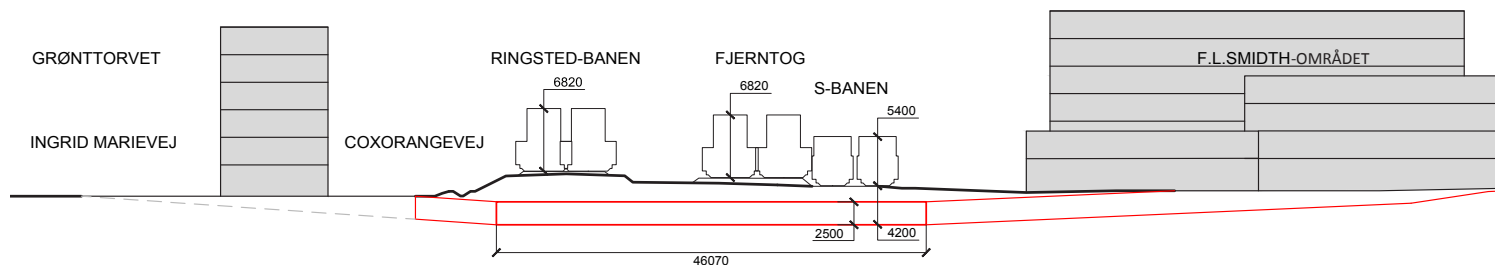 GRØNTTORVET
RINGSTED-BANEN
FJERNTOG
F.L.SMIDTH-OMRÅDET
6820
6820
S-BANEN
5400
INGRID MARIEVEJ
COXORANGEVEJ
2500
4200
46070